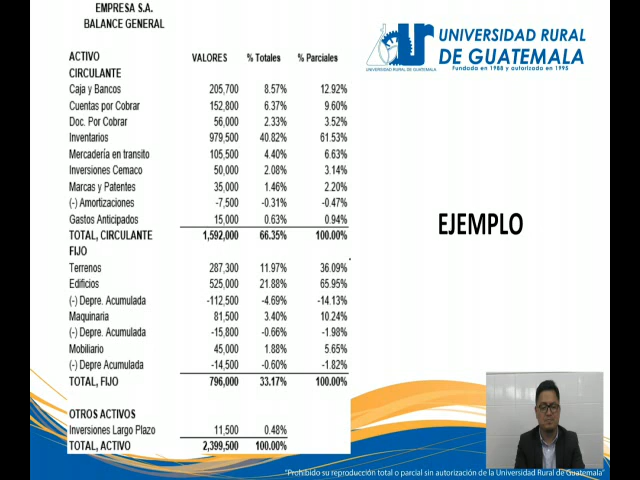 EMPRESA S.A.
BALANCE GENERAL
ACTIVO VALORES % Totales % Parciales
CIRCULANTE
Caja y Bancos 205,700 8.57% 12.92%
Cuentas por Cobrar 152,800 6.37% 9.60%
Doc. Por Cobrar 56,000 2.33% 3.52%
Inventarios 979,500 40.82% 61.53%
Mercadería en transito 105,500 4.40% 6.63%
Inversiones Cemaco 50,000 2.08% 3.14%
Marcas y Patentes 35,000 1.46% 2.20%
(-) Amortizaciones -7,500 -0.31% -0.47%
Gastos Anticipados 15,000 0.63% 0.94%
TOTAL, CIRCULANTE 1,592,000 66.35% 100.00%
FIJO
Terrenos 287,300 11.97% 36.09%
Edificios 525,000 21.88% 65.95%
(-) Depre. Acumulada -112,500 -4.69% -14.13%
Maquinaria 81,500 3.40% 10.24%
(-) Depre. Acumulada -15,800 -0.66% -1.98%
Mobiliario 45,000 1.88% 5.65%
(-) Depre Acumulada -14,500 -0.60% -1.82%
TOTAL, FIJO 796,000 33.17% 100.00%
OTROS ACTIVOS
Inversiones Largo Plazo 11,500 0.48%
TOTAL, ACTIVO 2,399,500 100.00%
UNIVERSIDAD RURAL
DE GUATEMALA
Fundada en 1988 y autorizada en 1995
UNIVERSIDAD RURAL DE GUATEMALA
EJEMPLO
"Prohibido su reproducción total o parcial sin autorización de la Universidad Rural de Guatemala"